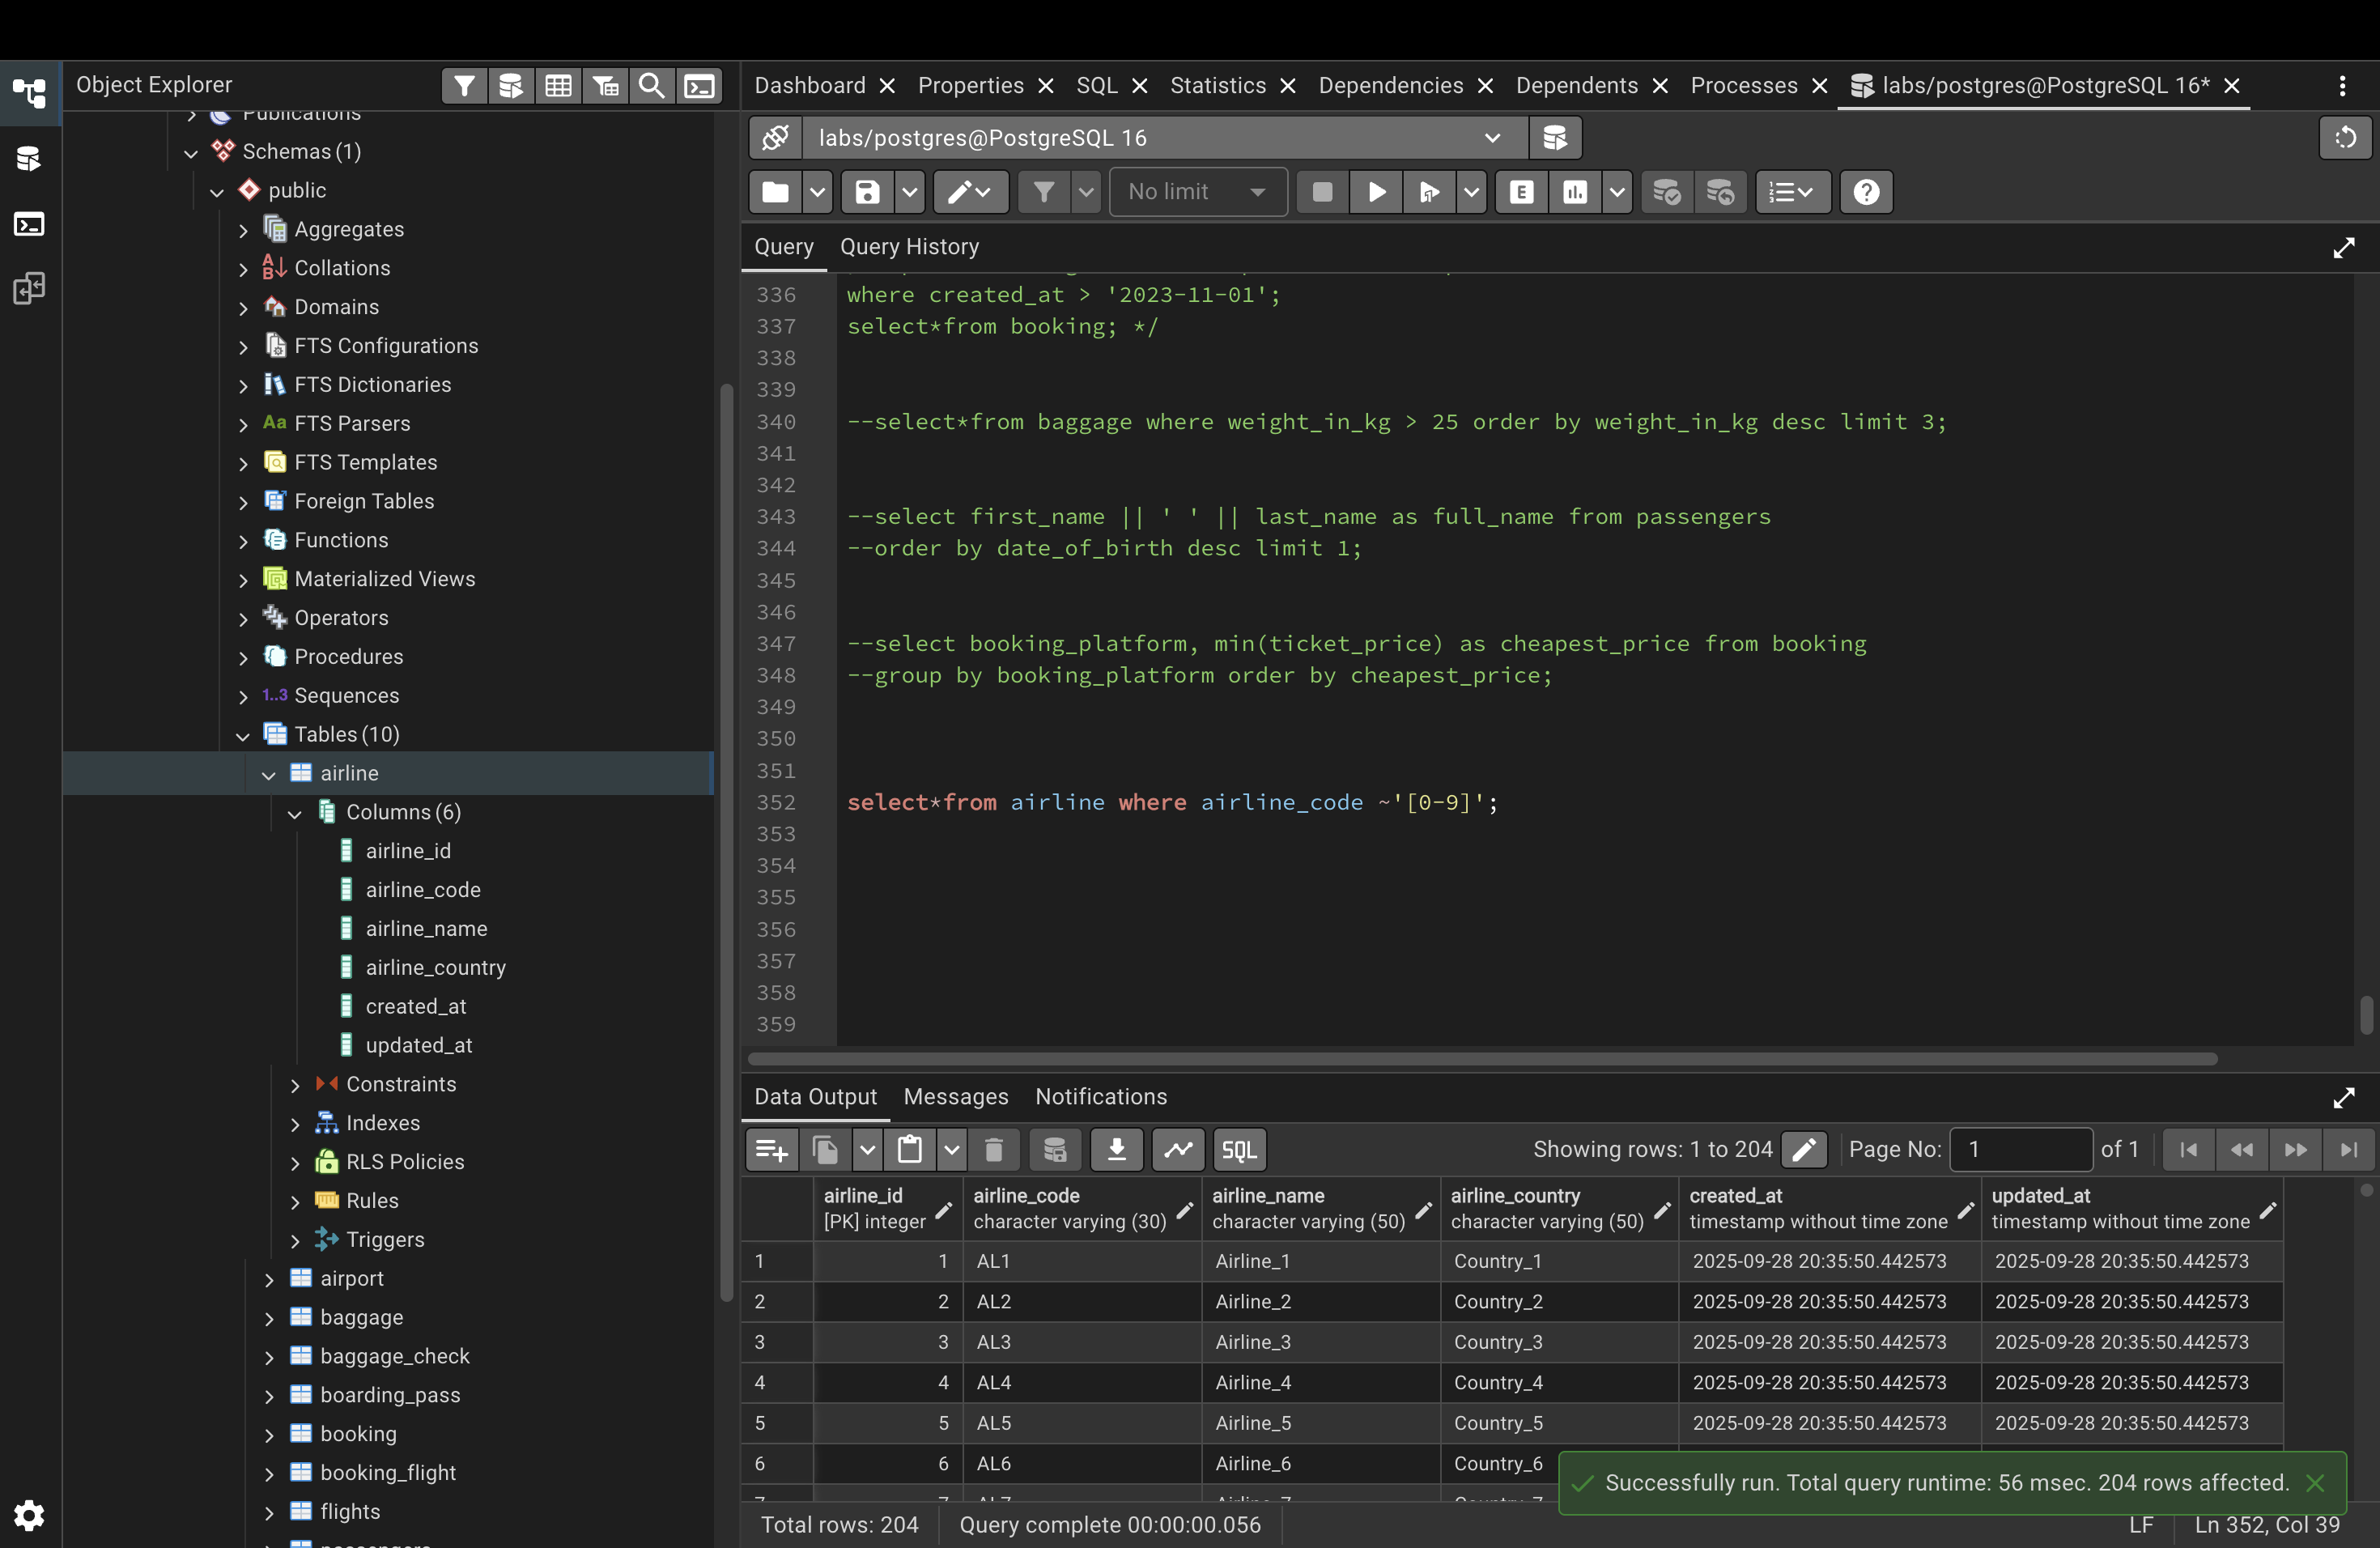 Object Explorer
Publications
Schemas (1)
public
Aggregates
Collations
Domains
FTS Configurations
FTS Dictionaries
Aa FTS Parsers
FTS Templates
Foreign Tables
Functions
Materialized Views
Operators
Procedures
1..3 Sequences
Tables (10)
airline
Columns (6)
airline_id
airline_code
airline_name
airline_country
created_at
updated_at
Constraints
Indexes
RLS Policies
Rules
Triggers
airport
baggage
baggage_check
boarding_pass
booking
booking_flight
flights
Dashboard Properties SQL Statistics Dependencies Dependents Processes labs/postgres@PostgreSQL 16*
labs/postgres@PostgreSQL 16
No limit E
Query Query History
336 where created_at > '2023-11-01';
337 select*from booking; */
338
339
340 --select*from baggage where weight_in_kg > 25 order by weight_in_kg desc limit 3;
341
342
343 --select first_name || ' ' || last_name as full_name from passengers
344 --order by date_of_birth desc limit 1;
345
346
347 --select booking_platform, min(ticket_price) as cheapest_price from booking
348 --group by booking_platform order by cheapest_price;
349
350
351
352 select*from airline where airline_code ~'[0-9]';
353
354
355
356
357
358
359
Data Output Messages Notifications
SQL Showing rows: 1 to 204 Page No: 1 of 1
airline_id airline_code airline_name airline_country created_at updated_at
[PK] integer character varying (30) character varying (50) character varying (50) timestamp without time zone timestamp without time zone
1 1 AL1 Airline_1 Country_1 2025-09-28 20:35:50.442573 2025-09-28 20:35:50.442573
2 2 AL2 Airline_2 Country_2 2025-09-28 20:35:50.442573 2025-09-28 20:35:50.442573
3 3 AL3 Airline_3 Country_3 2025-09-28 20:35:50.442573 2025-09-28 20:35:50.442573
4 4 AL4 Airline_4 Country_4 2025-09-28 20:35:50.442573 2025-09-28 20:35:50.442573
5 5 AL5 Airline_5 Country_5 2025-09-28 20:35:50.442573 2025-09-28 20:35:50.442573
6 6 AL6 Airline_6 Country_6
Successfully run. Total query runtime: 56 msec. 204 rows affected.
Total rows: 204 Query complete 00:00:00.056 LF Ln 352, Col 39